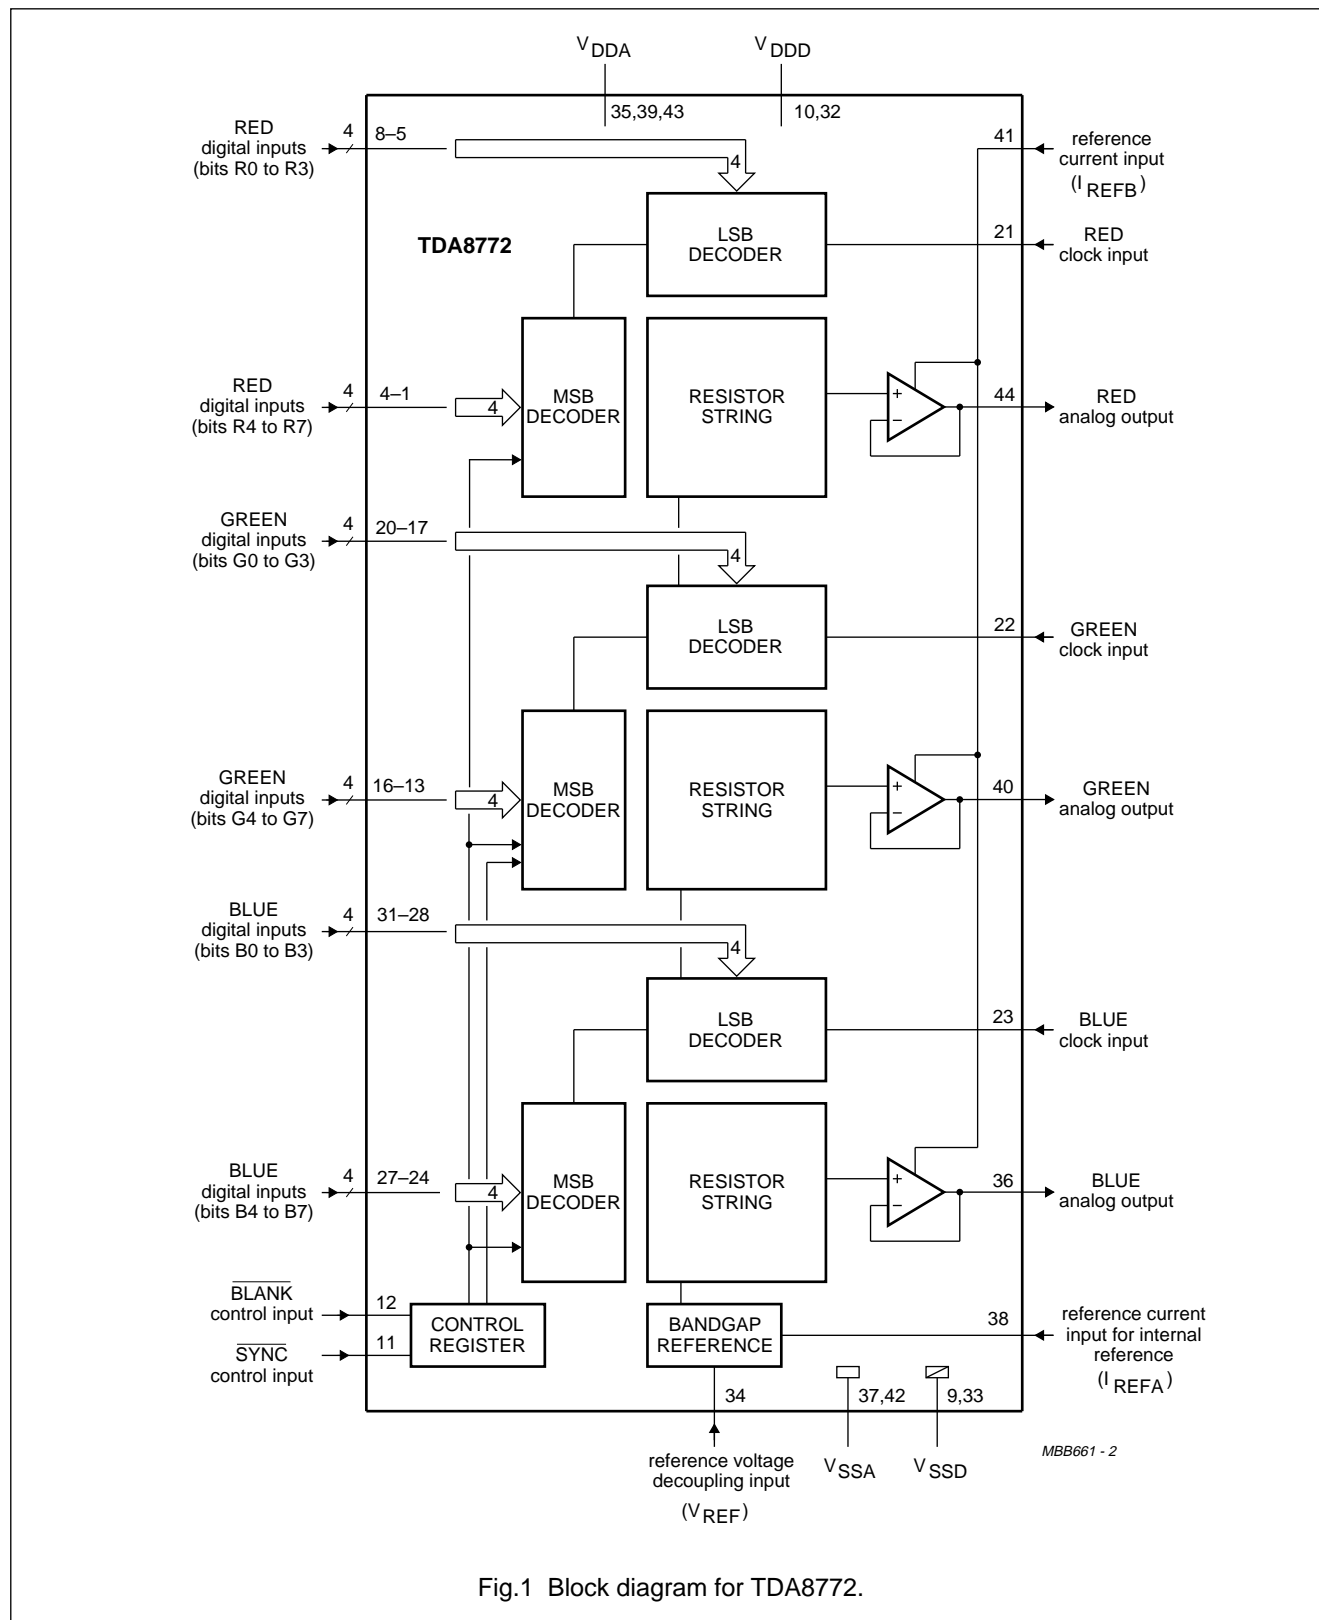 VDDA
VDDD
35,39,43
10,32
RED
digital inputs
(bits R0 to R3)
4
8–5
4
41
reference
current input
(IREFB)
TDA8772
LSB
DECODER
21
RED
clock input
RED
digital inputs
(bits R4 to R7)
4
4–1
4
MSB
DECODER
RESISTOR
STRING
+
−
44
RED
analog output
GREEN
digital inputs
(bits G0 to G3)
4
20–17
4
LSB
DECODER
22
GREEN
clock input
GREEN
digital inputs
(bits G4 to G7)
4
16–13
4
MSB
DECODER
RESISTOR
STRING
+
−
40
GREEN
analog output
BLUE
digital inputs
(bits B0 to B3)
4
31–28
4
LSB
DECODER
23
BLUE
clock input
BLUE
digital inputs
(bits B4 to B7)
4
27–24
4
MSB
DECODER
RESISTOR
STRING
+
−
36
BLUE
analog output
BLANK
control input
12
SYNC
control input
11
CONTROL
REGISTER
BANDGAP
REFERENCE
38
reference current
input for internal
reference
(IREFA)
34
37,42
9,33
reference voltage
decoupling input
(VREF)
VSSA
VSSD
MBB661 - 2
Fig.1 Block diagram for TDA8772.